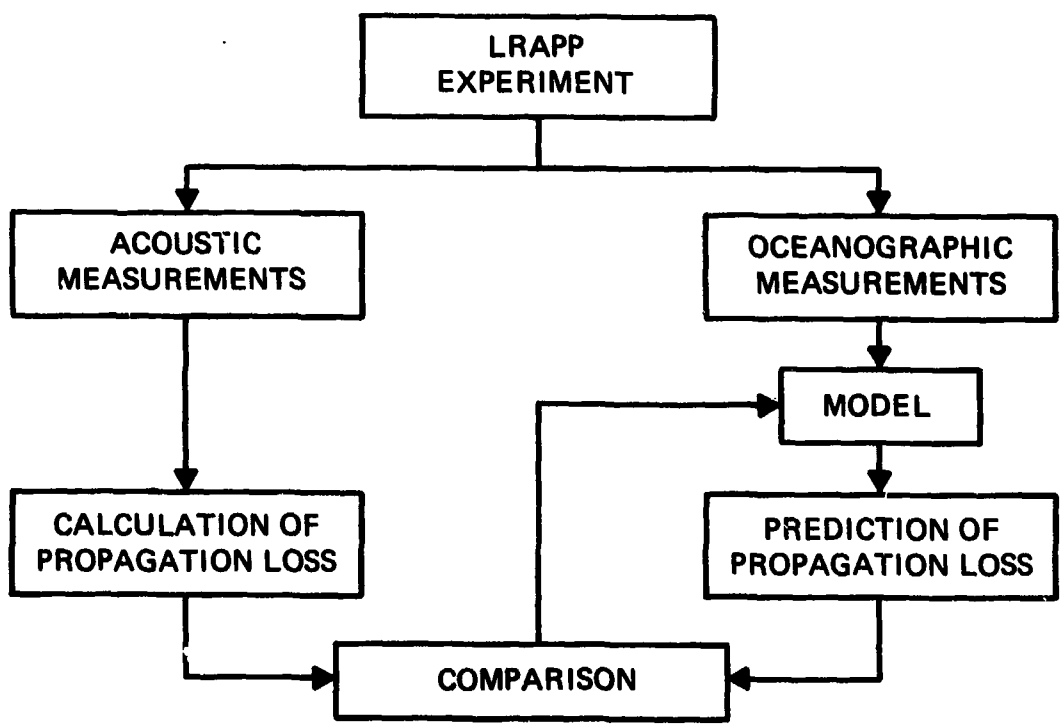 LRAPP
EXPERIMENT
ACOUSTIC
MEASUREMENTS
OCEANOGRAPHIC
MEASUREMENTS
MODEL
CALCULATION OF
PROPAGATION LOSS
PREDICTION OF
PROPAGATION LOSS
COMPARISON